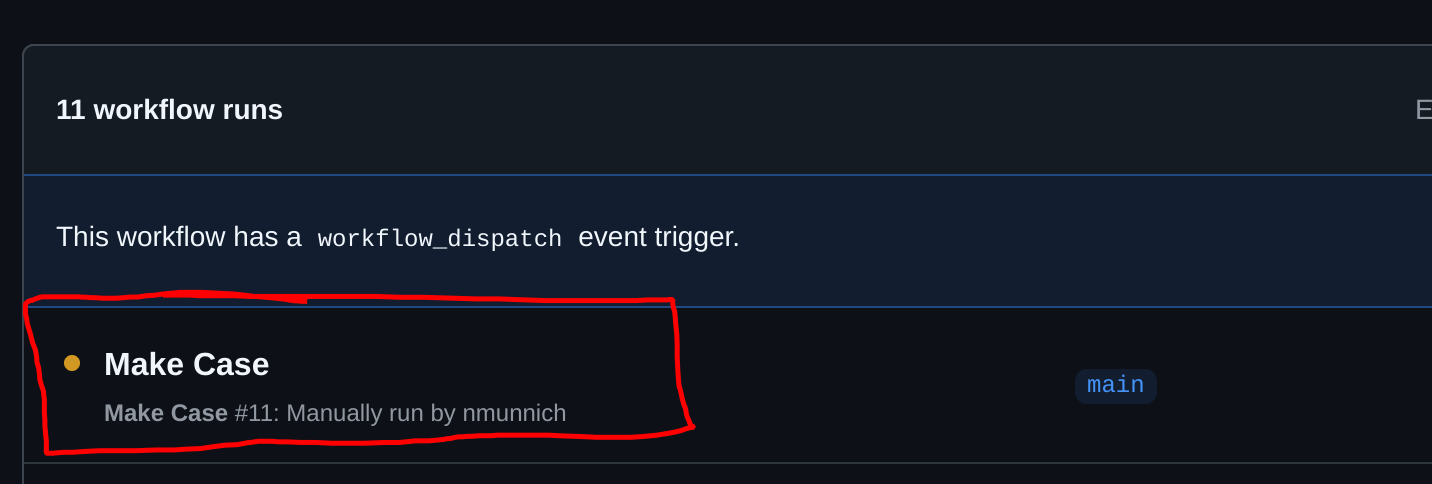 11 workflow runs
This workflow has a workflow_dispatch event trigger.
Make Case
main
Make Case #11: Manually run by nmunnich